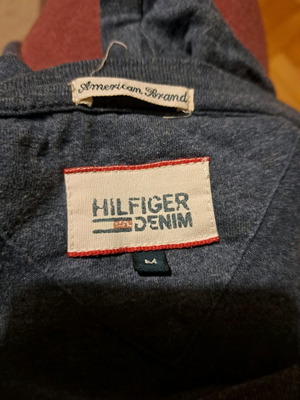 American Brand
HILFIGER
DENIM
M